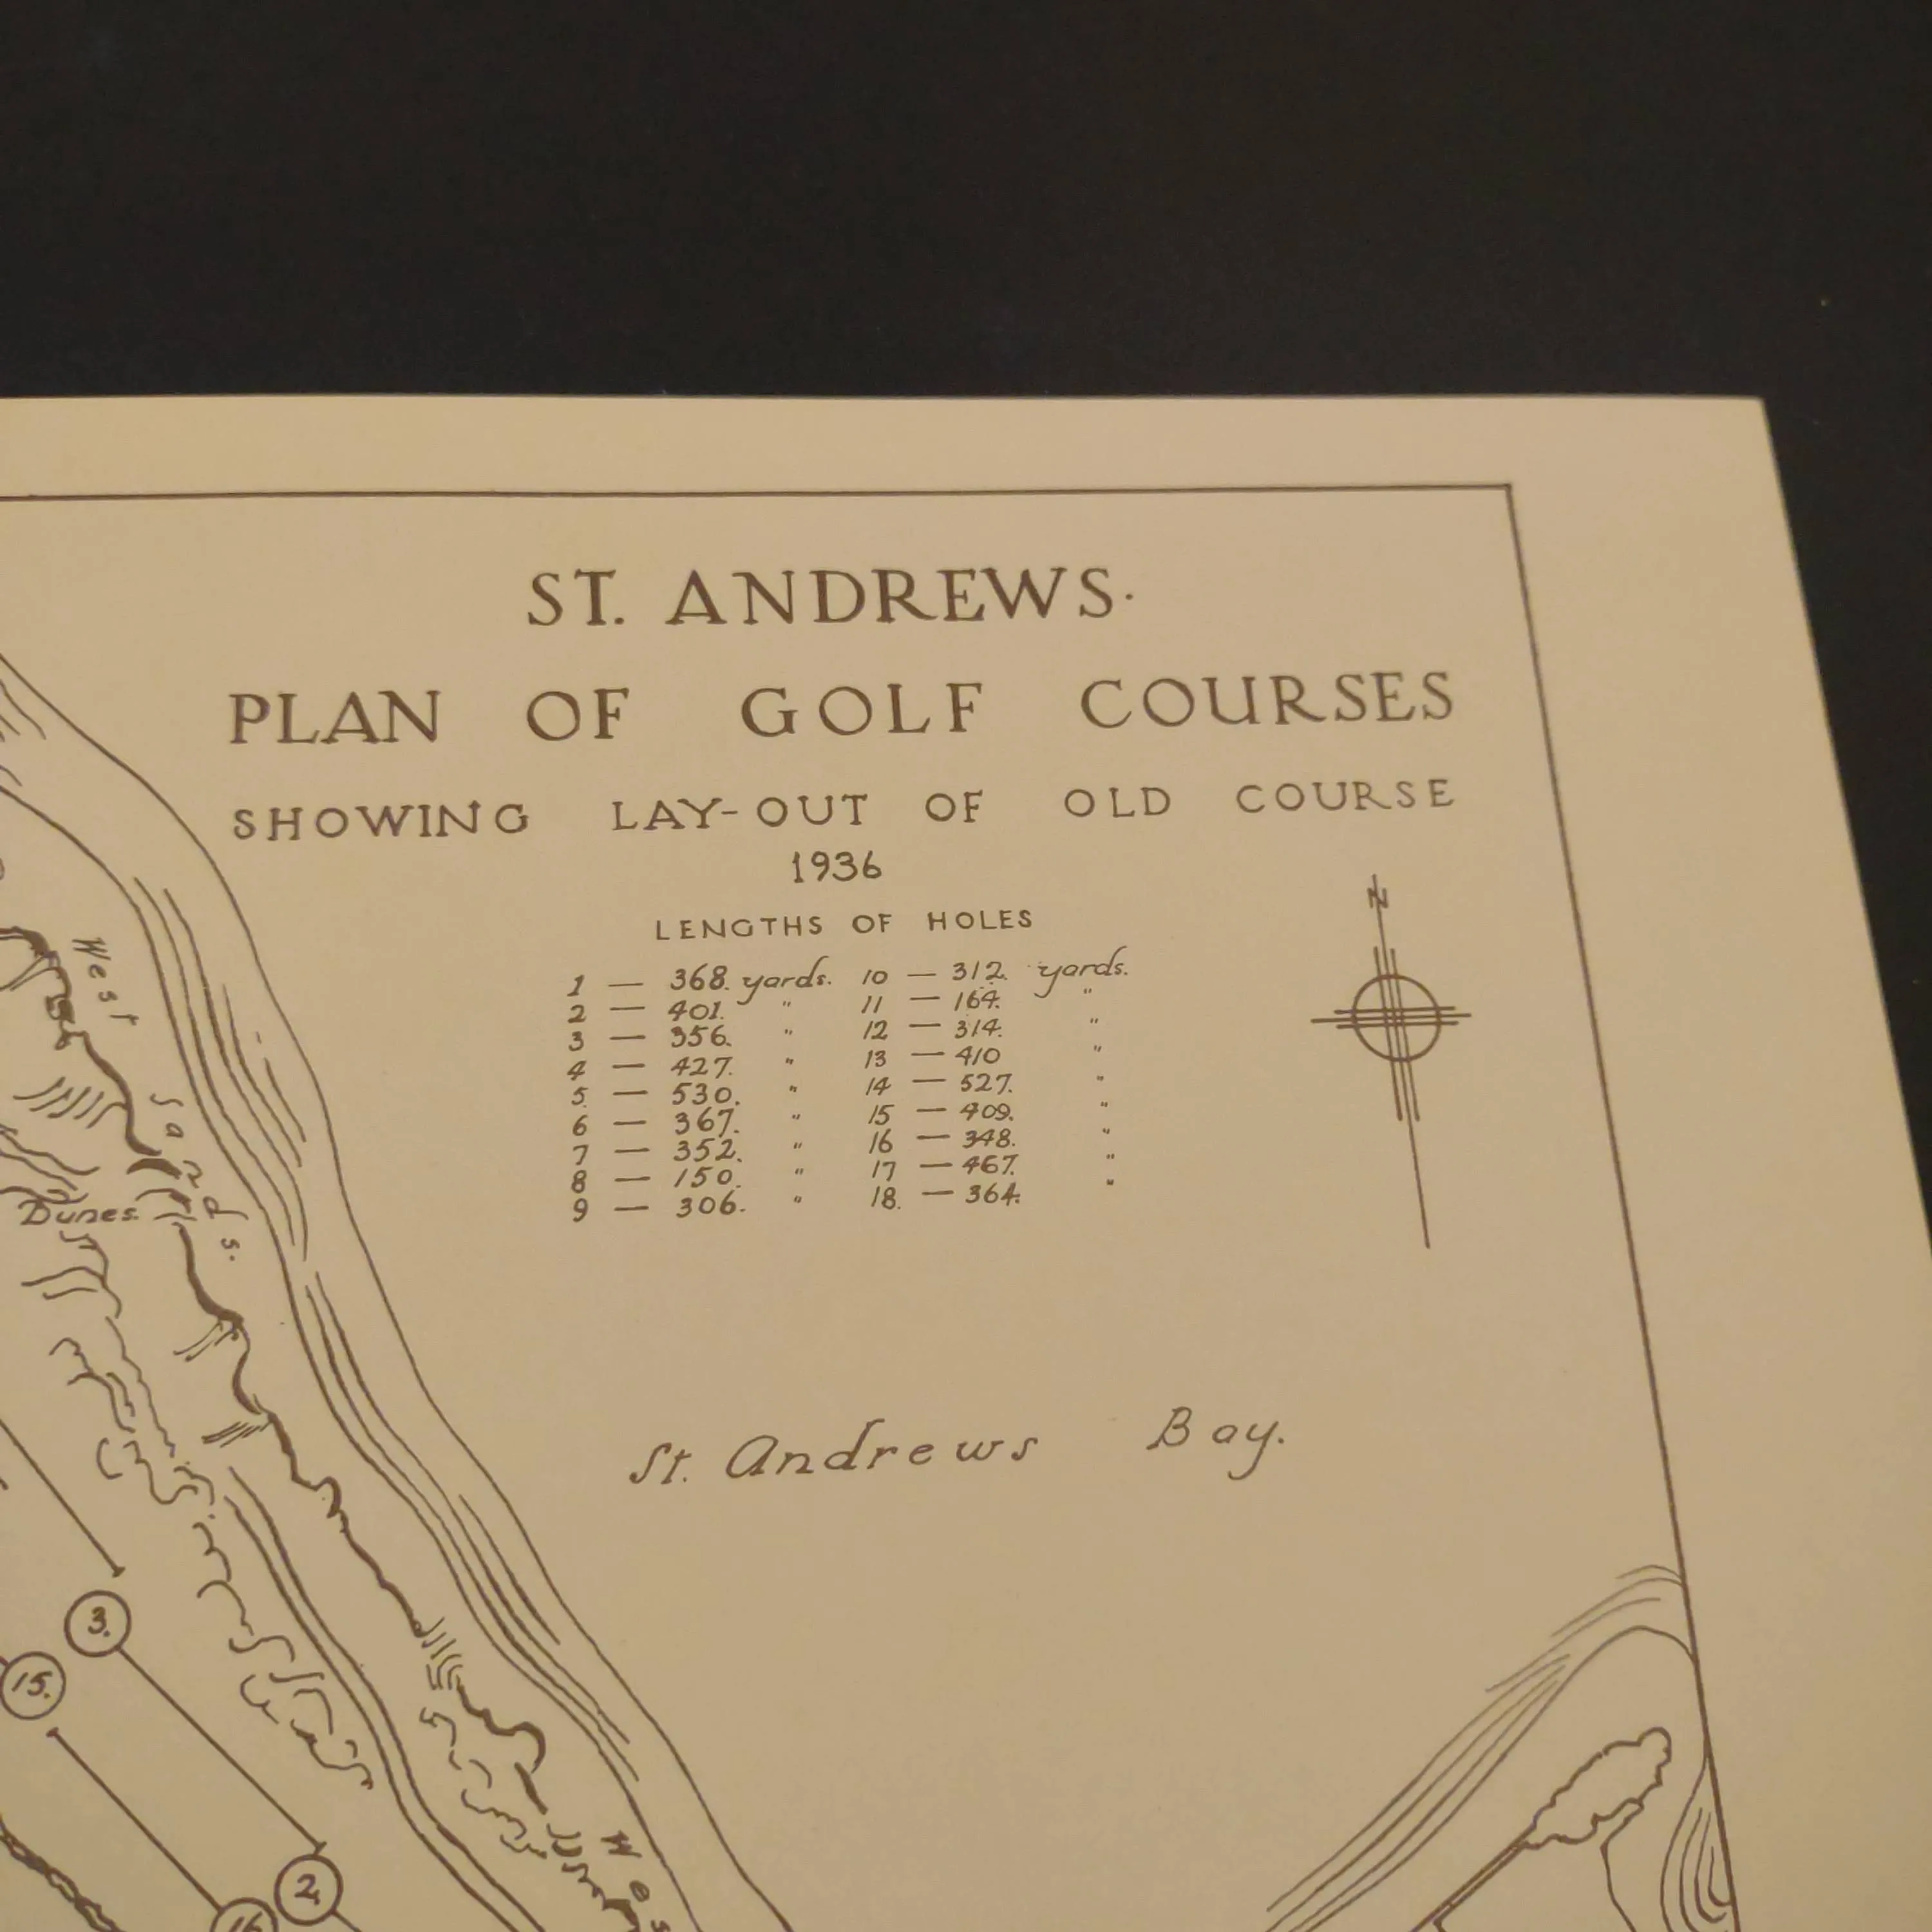 ST. ANDREWS.
PLAN OF GOLF COURSES
SHOWING LAY-OUT OF OLD COURSE
1936
LENGTHS OF HOLES
1 — 368. yards. 10 — 312. yards.
2 — 401. " 11 — 164. "
3 — 356. " 12 — 314. "
4 — 427. " 13 — 410 "
5 — 530. " 14 — 527. "
6 — 367. " 15 — 409. "
7 — 352. " 16 — 348. "
8 — 150. " 17 — 467. "
9 — 306. " 18. — 364. "
N
West Sands.
Dunes.
St. Andrews Bay.
3.
15.
2.
16
Wes